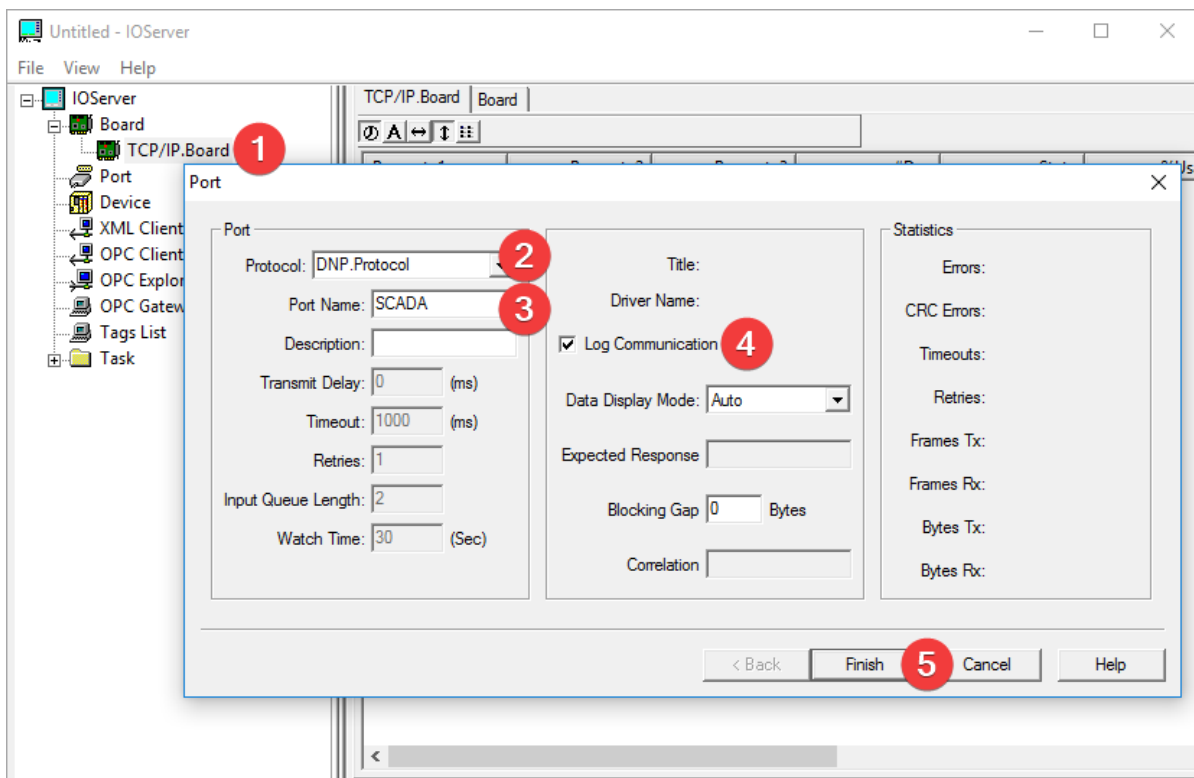 Untitled - IOServer
File View Help
IOServer
Board
TCP/IP.Board 1
Port
Device
XML Client
OPC Client
OPC Explor
OPC Gatew
Tags List
Task
TCP/IP.Board Board
A
Port
Port
Protocol: DNP.Protocol 2
Port Name: SCADA 3
Description:
Transmit Delay: 0 (ms)
Timeout: 1000 (ms)
Retries: 1
Input Queue Length: 2
Watch Time: 30 (Sec)
Title:
Driver Name:
Log Communication 4
Data Display Mode: Auto
Expected Response
Blocking Gap 0 Bytes
Correlation
Statistics
Errors:
CRC Errors:
Timeouts:
Retries:
Frames Tx:
Frames Rx:
Bytes Tx:
Bytes Rx:
< Back Finish 5 Cancel Help